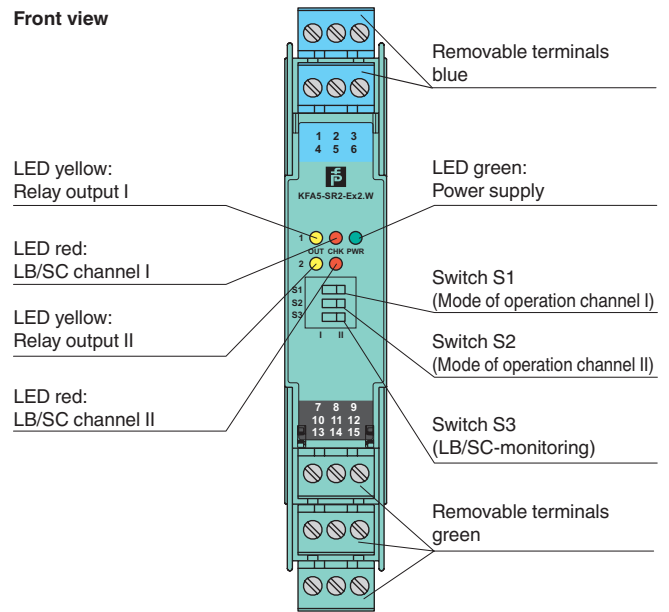 Front view
Removable terminals
blue
1 2 3
4 5 6
LED yellow:
Relay output I
LED green:
Power supply
KFA5-SR2-Ex2.W
1
OUT CHK PWR
2
LED red:
LB/SC channel I
S1
S2
S3
I II
Switch S1
(Mode of operation channel I)
LED yellow:
Relay output II
Switch S2
(Mode of operation channel II)
LED red:
LB/SC channel II
7 8 9
10 11 12
13 14 15
Switch S3
(LB/SC-monitoring)
Removable terminals
green